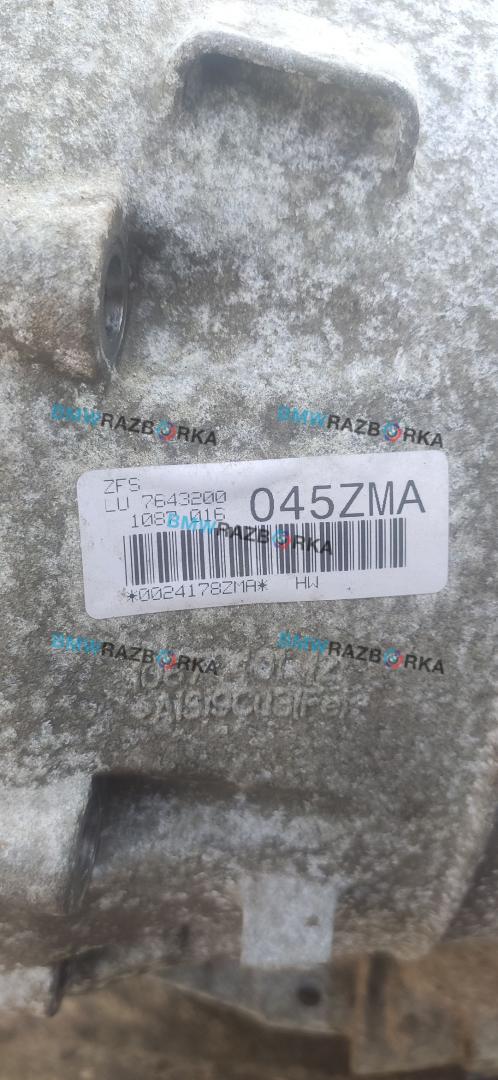 BMWRAZBORKA BMWRAZBORKA
ZFS
LU 7643200 045ZMA
1087 016
BMWRAZBORKA
*0024178ZMA* HW
BMWRAZBORKA BMWRAZBORKA